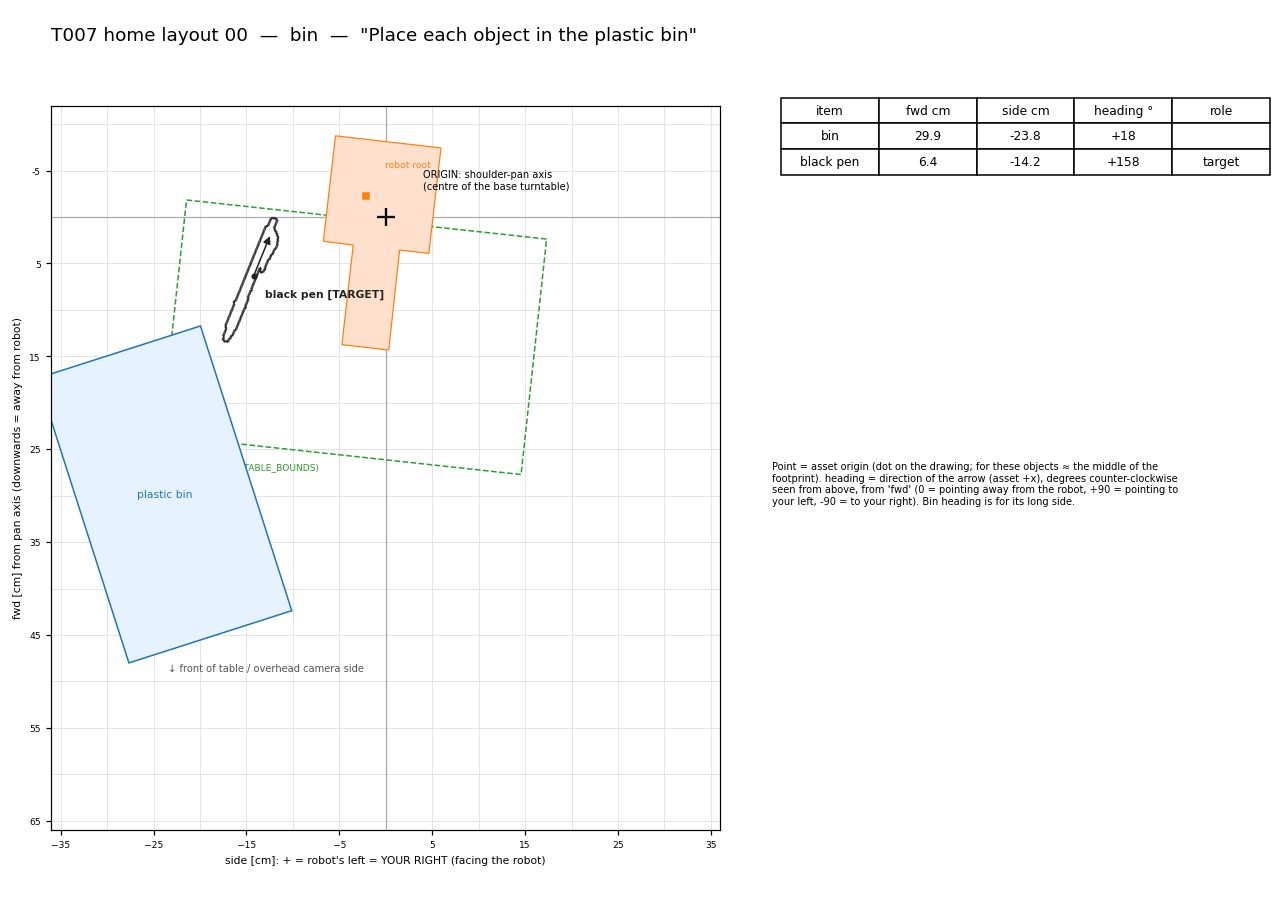 T007 home layout 00 — bin — "Place each object in the plastic bin"
item fwd cm side cm heading ° role
bin 29.9 -23.8 +18
black pen 6.4 -14.2 +158 target
robot root
ORIGIN: shoulder-pan axis
(centre of the base turntable)
black pen [TARGET]
TABLE_BOUNDS)
plastic bin
↓ front of table / overhead camera side
fwd [cm] from pan axis (downwards = away from robot)
-5
5
15
25
35
45
55
65
−35 −25 −15 −5 5 15 25 35
side [cm]: + = robot's left = YOUR RIGHT (facing the robot)
Point = asset origin (dot on the drawing; for these objects ≈ the middle of the
footprint). heading = direction of the arrow (asset +x), degrees counter-clockwise
seen from above, from 'fwd' (0 = pointing away from the robot, +90 = pointing to
your left, -90 = to your right). Bin heading is for its long side.